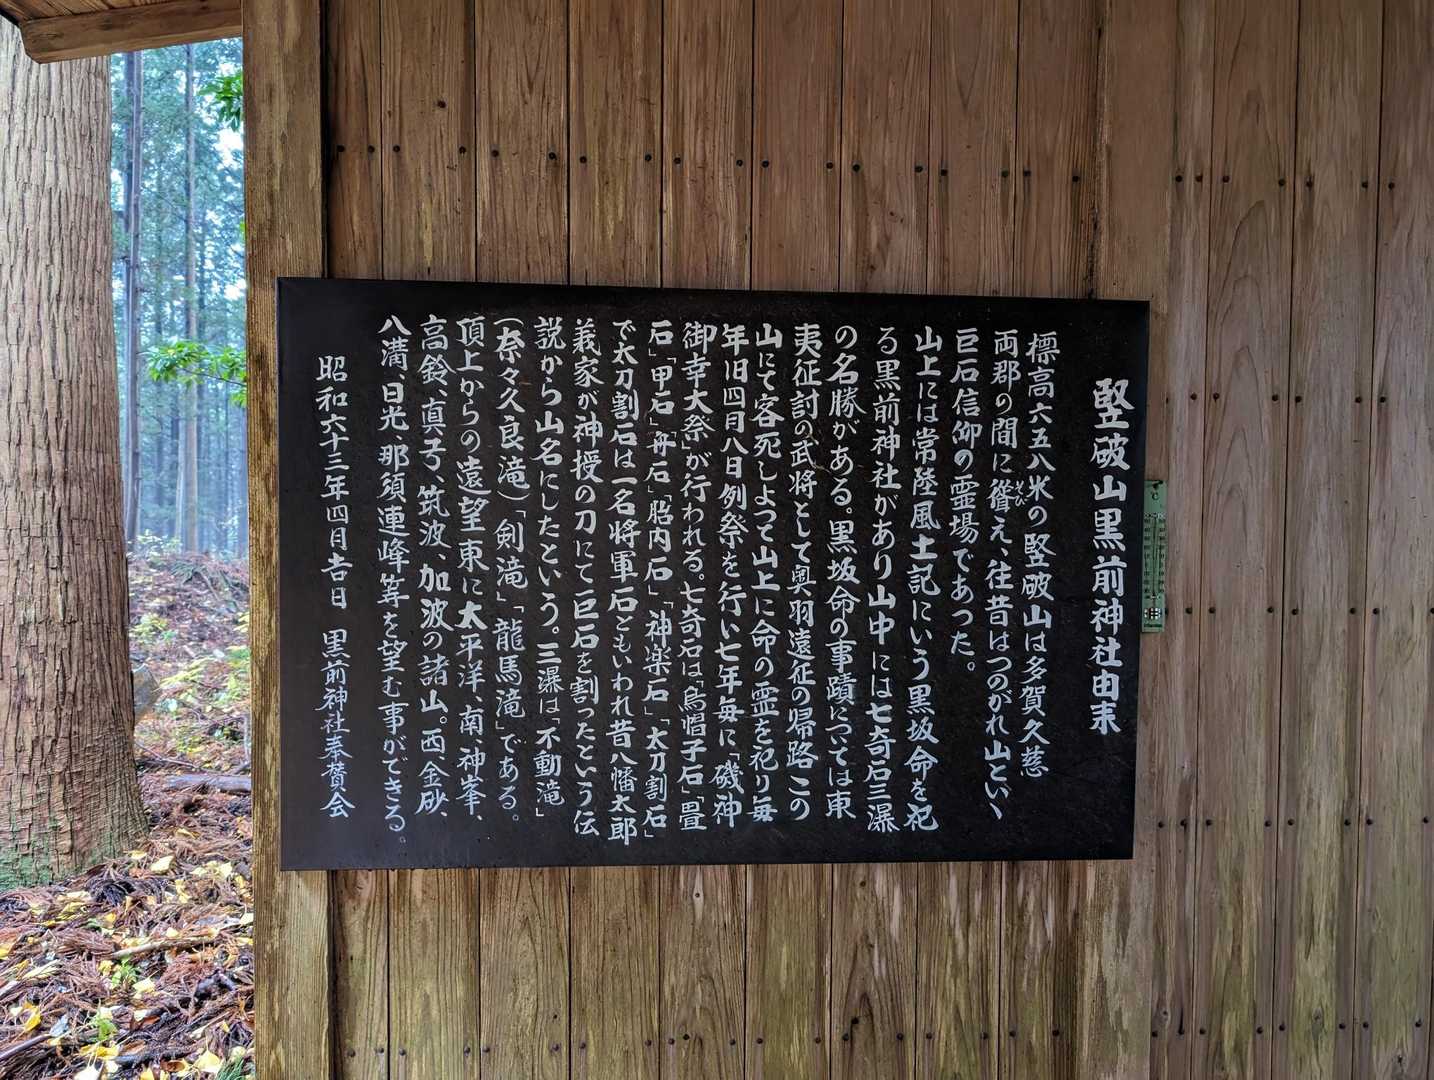 竪破山黒前神社由来
標高六五八米の竪破山は多賀久慈
両郡の間に聳え、往昔はつのがれ山といゝ
そび
巨石信仰の霊場であった。
山上には常陸風土記にいう黒坂命を祀
る黒前神社があり山中には七奇石三瀑
の名勝がある。黒坂命の事蹟については東
夷征討の武将として奥羽遠征の帰路この
山にて客死しよって山上に命の霊を祀り毎
年旧四月八日例祭を行い七年毎に「磯神
御幸大祭」が行われる。七奇石は烏帽子石「畳
石」「甲石」「舟石」「胎内石」「神楽石」「太刀割石」
で太刀割石は一名将軍石ともいわれ昔八幡太郎
義家が神授の刀にて巨石を割ったという伝
説から山名にしたという。三瀑は「不動滝」
(奈々久良滝)「剣滝」「龍馬滝」である。
頂上からの遠望東に太平洋、南神峯、
高鈴、真弓、筑波、加波の諸山。西金砂、
八溝、日光、那須連峰等を望む事ができる。
昭和六十三年四月吉日 黒前神社奉賛会